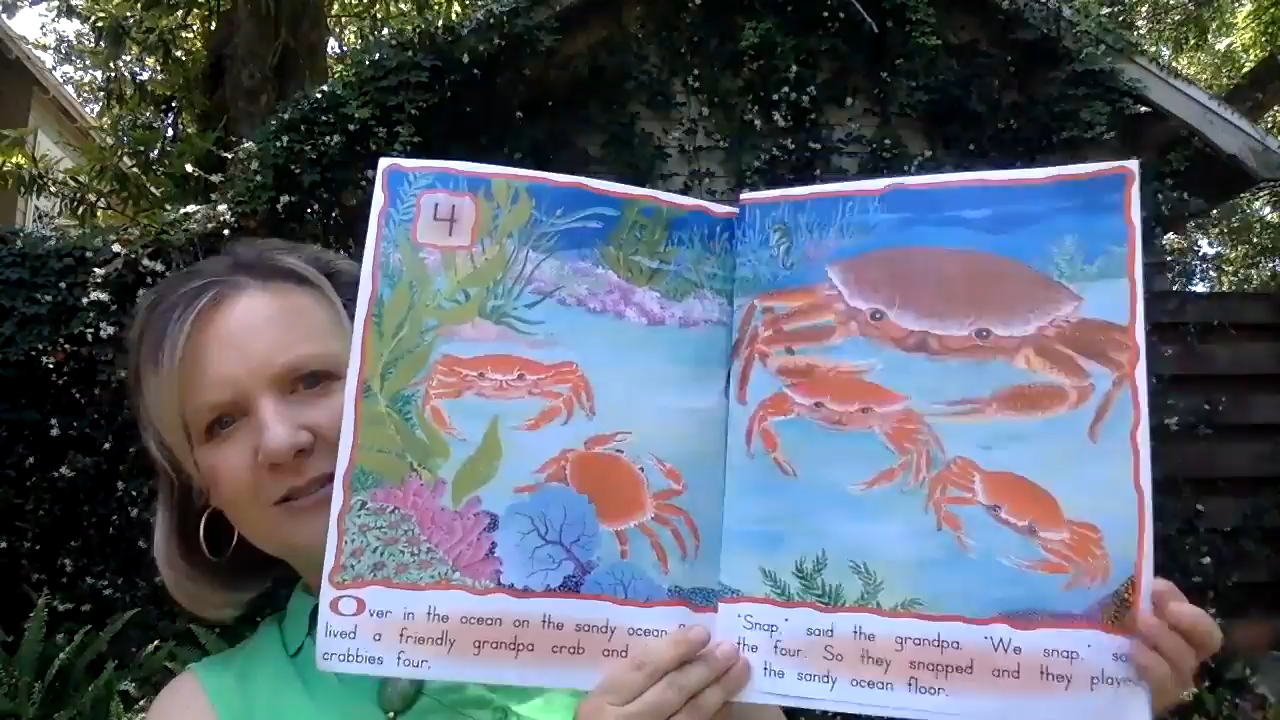 4
Over in the ocean on the sandy ocean
lived a friendly grandpa crab and
crabbies four.
"Snap," said the grandpa. "We snap,"
the four. So they snapped and they
the sandy ocean floor.